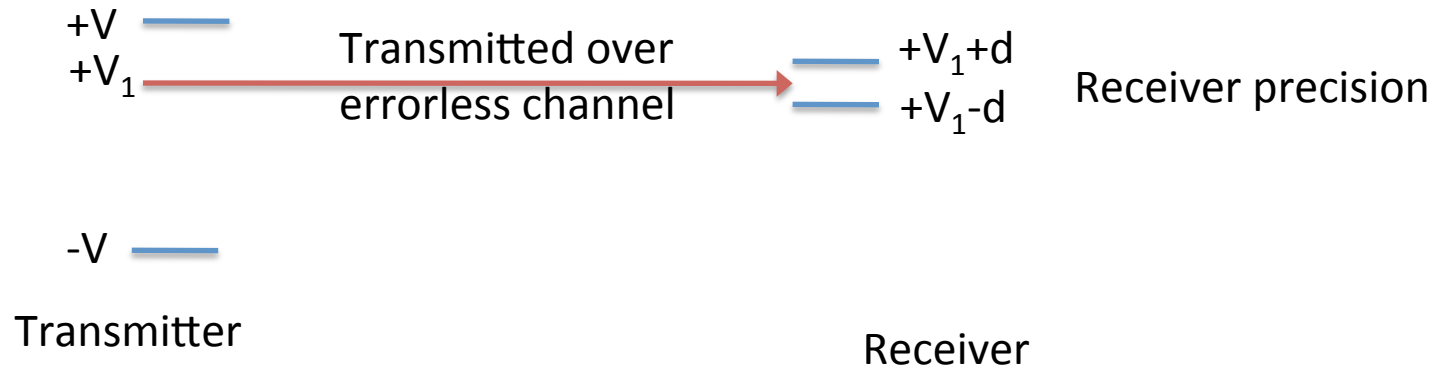 +V
+V₁
Transmitted over
errorless channel
+V₁+d
+V₁-d
Receiver precision
-V
Transmitter
Receiver